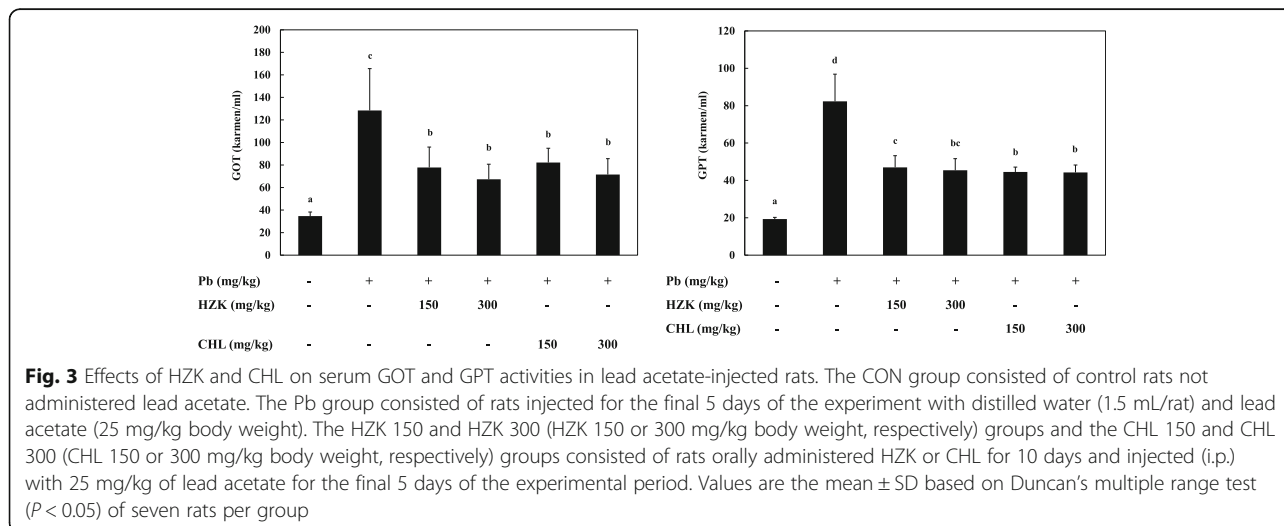 200
180
160
140
120
100
80
60
40
20
0
GOT (karmen/ml)
a
c
b
b
b
b
Pb (mg/kg) - + + + + +
HZK (mg/kg) - - 150 300 - -
CHL (mg/kg) - - - - 150 300
120
100
80
60
40
20
0
GPT (karmen/ml)
a
d
c
bc
b
b
Pb (mg/kg) - + + + + +
HZK (mg/kg) - - 150 300 - -
CHL (mg/kg) - - - - 150 300
Fig. 3 Effects of HZK and CHL on serum GOT and GPT activities in lead acetate-injected rats. The CON group consisted of control rats not
administered lead acetate. The Pb group consisted of rats injected for the final 5 days of the experiment with distilled water (1.5 mL/rat) and lead
acetate (25 mg/kg body weight). The HZK 150 and HZK 300 (HZK 150 or 300 mg/kg body weight, respectively) groups and the CHL 150 and CHL
300 (CHL 150 or 300 mg/kg body weight, respectively) groups consisted of rats orally administered HZK or CHL for 10 days and injected (i.p.)
with 25 mg/kg of lead acetate for the final 5 days of the experimental period. Values are the mean ± SD based on Duncan’s multiple range test
(P < 0.05) of seven rats per group